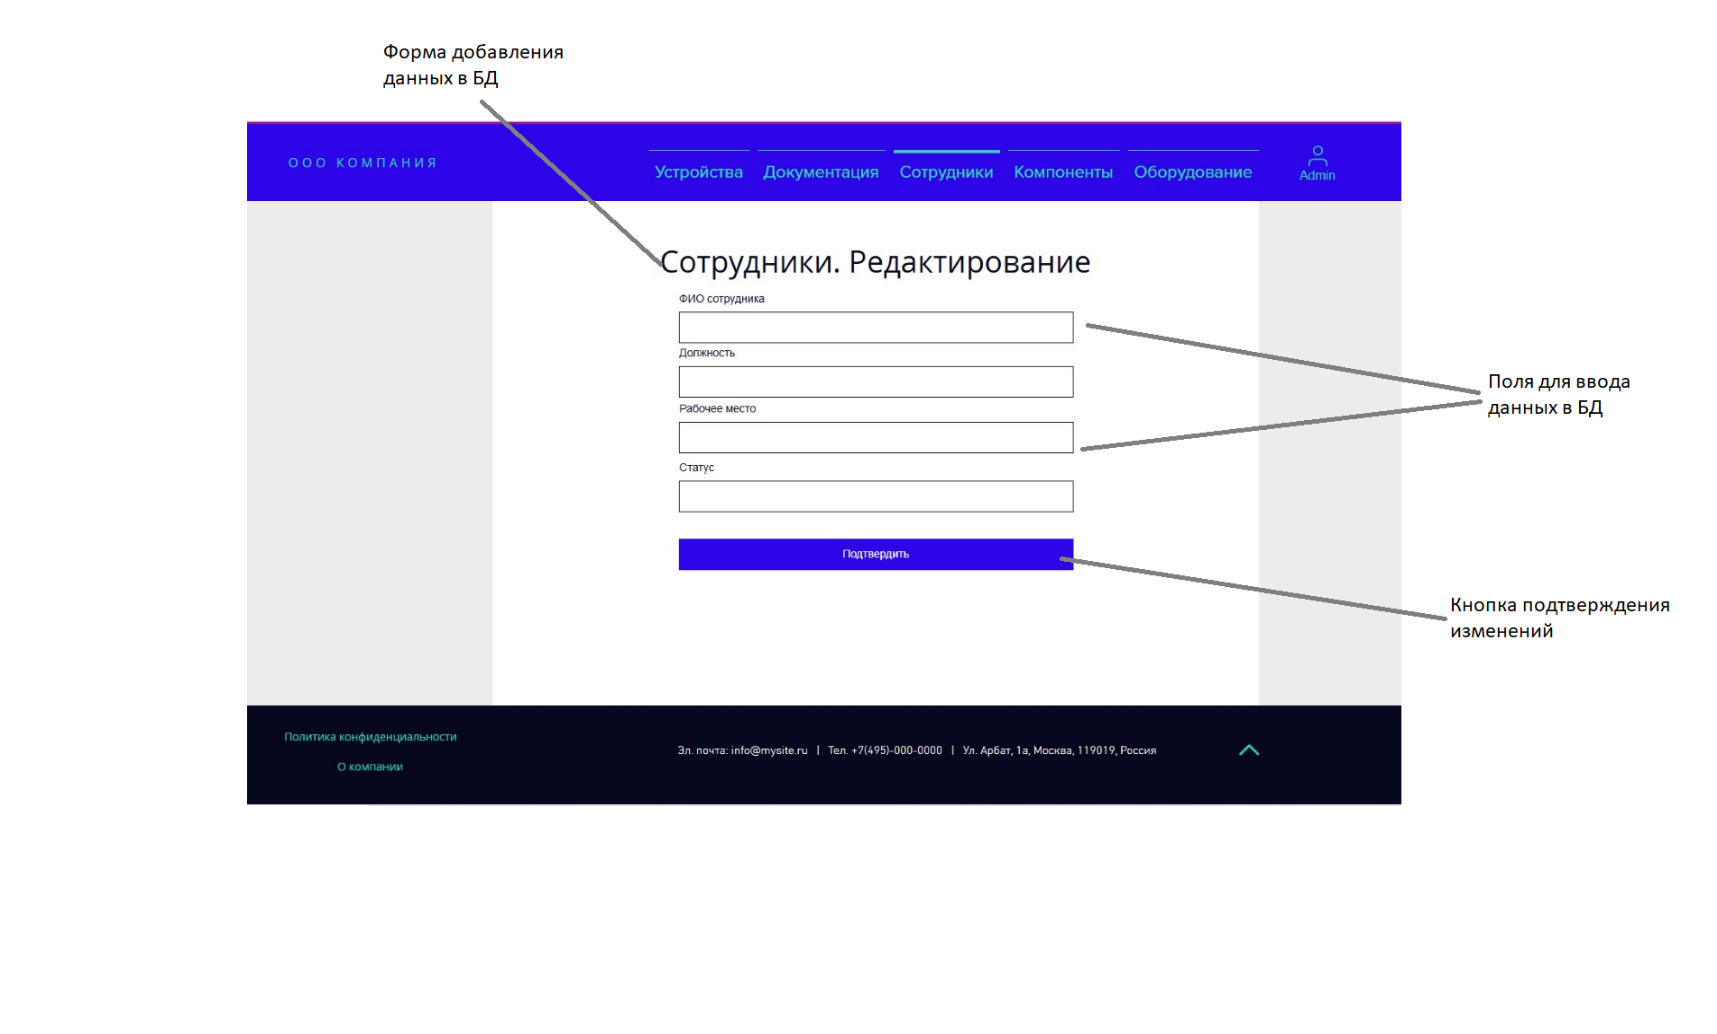 Форма добавления
данных в БД
ООО КОМПАНИЯ
Устройства Документация Сотрудники Компоненты Оборудование
Admin
Сотрудники. Редактирование
ФИО сотрудника
Должность
Рабочее место
Статус
Подтвердить
Поля для ввода
данных в БД
Кнопка подтверждения
изменений
Политика конфиденциальности
О компании
Эл. почта: info@mysite.ru | Тел. +7(495)-000-0000 | Ул. Арбат, 1а, Москва, 119019, Россия